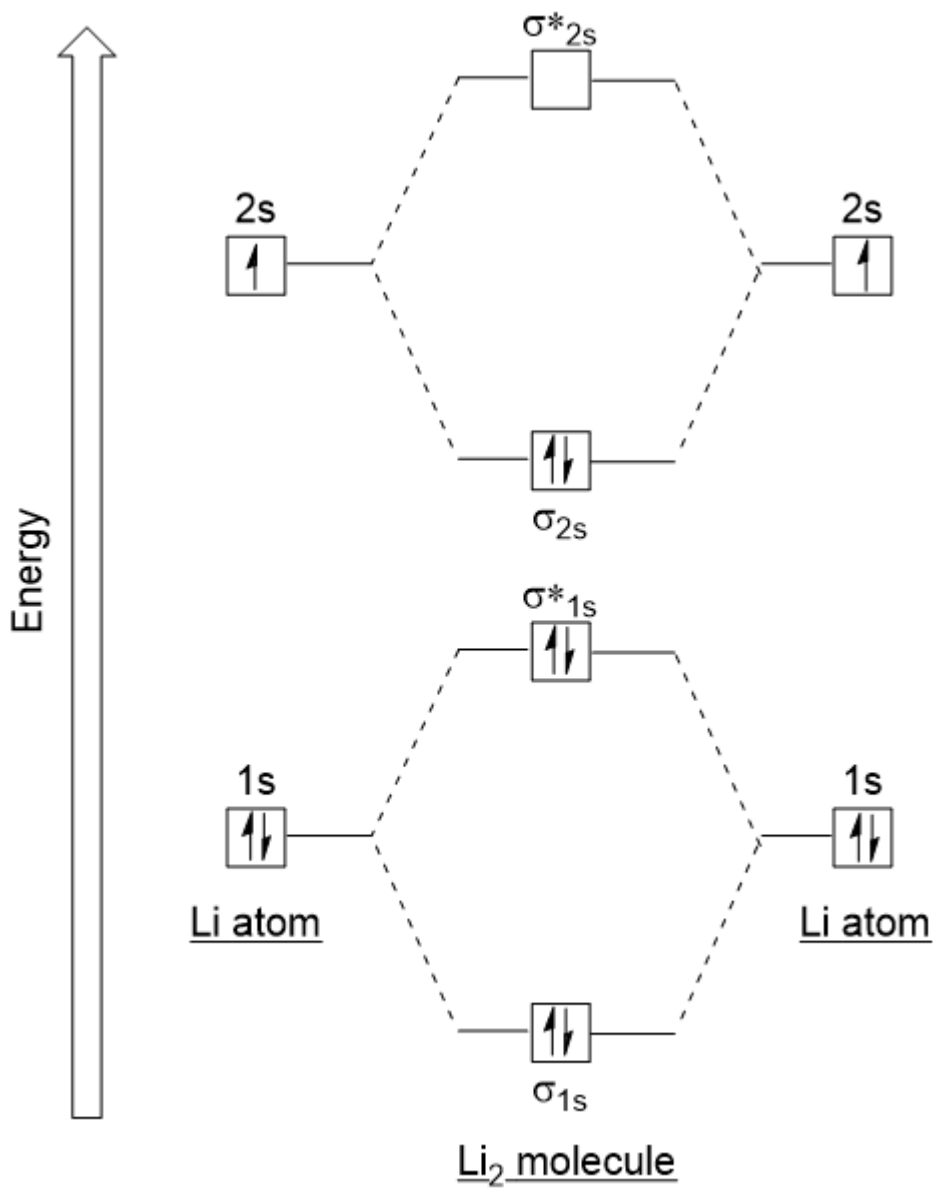 σ*2s
2s
2s
σ2s
Energy
σ*1s
1s
1s
Li atom
Li atom
σ1s
Li2 molecule